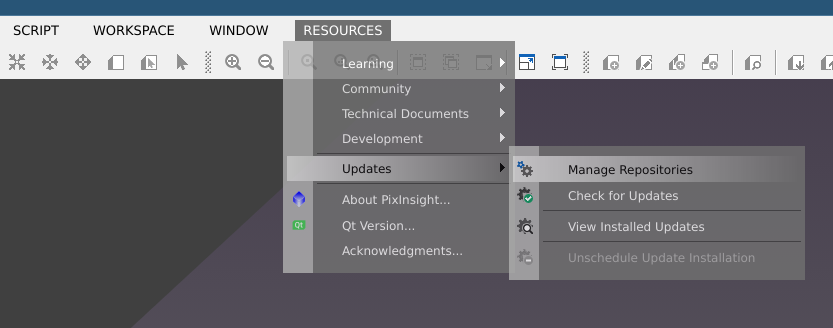 SCRIPT WORKSPACE WINDOW RESOURCES
Learning
Community
Technical Documents
Development
Updates
Manage Repositories
Check for Updates
View Installed Updates
Unschedule Update Installation
About PixInsight...
Qt Qt Version...
Acknowledgments...